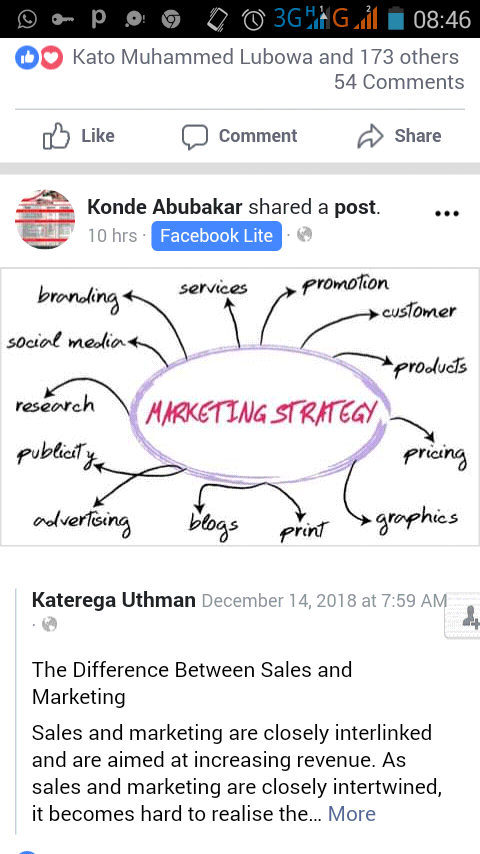 3G H 1 G 2 08:46
Kato Muhammed Lubowa and 173 others
54 Comments
Like Comment Share
Konde Abubakar shared a post.
10 hrs · Facebook Lite ·
branding services promotion
customer
social media
products
research
MARKETING STRATEGY
publicity
pricing
advertising blogs print graphics
Katerega Uthman December 14, 2018 at 7:59 AM
·
The Difference Between Sales and
Marketing
Sales and marketing are closely interlinked
and are aimed at increasing revenue. As
sales and marketing are closely intertwined,
it becomes hard to realise the... More